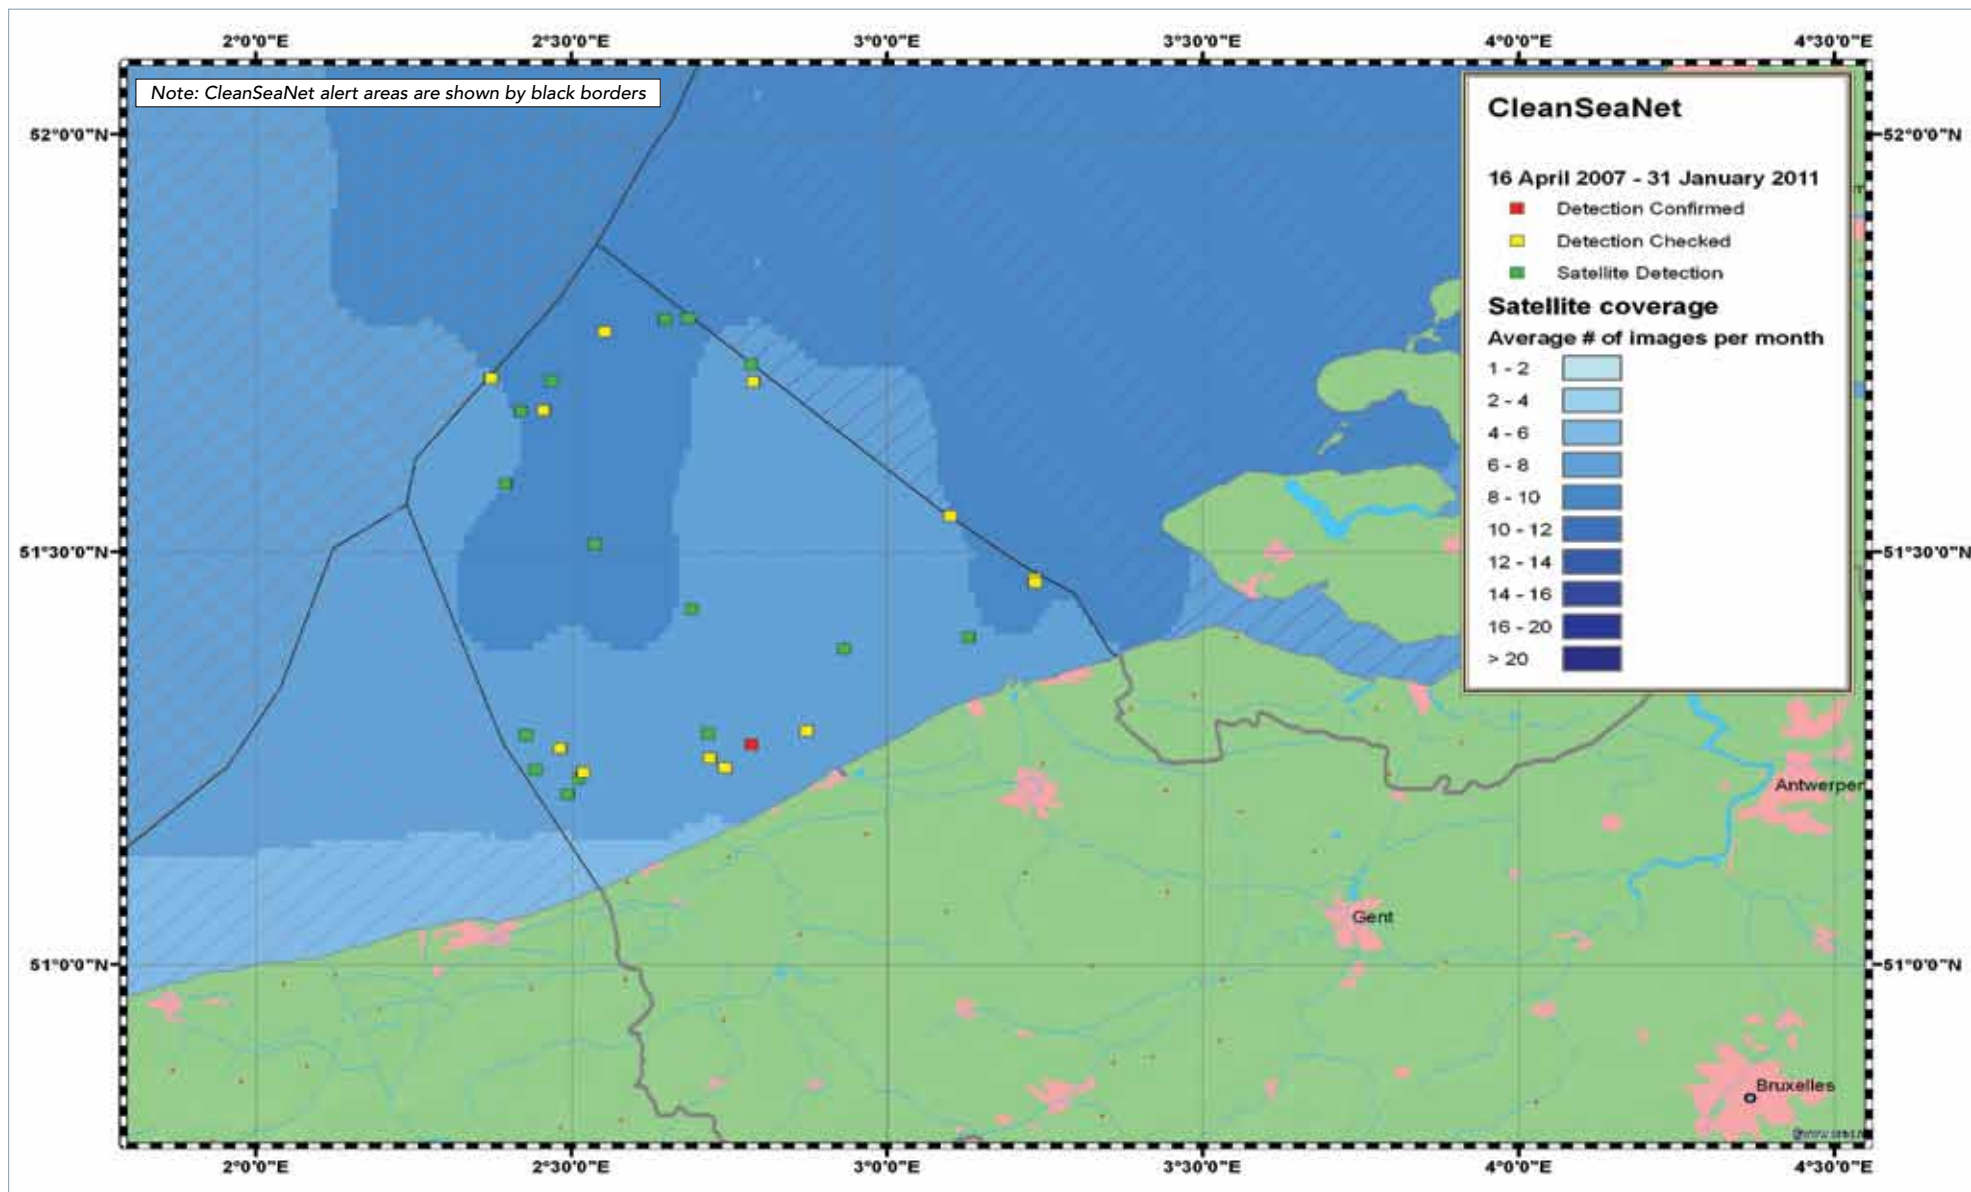 2°0'0"E 2°30'0"E 3°0'0"E 3°30'0"E 4°0'0"E 4°30'0"E
Note: CleanSeaNet alert areas are shown by black borders
CleanSeaNet
52°0'0"N 52°0'0"N
16 April 2007 - 31 January 2011
Detection Confirmed
Detection Checked
Satellite Detection
Satellite coverage
Average # of images per month
1 - 2
2 - 4
4 - 6
6 - 8
8 - 10
10 - 12
12 - 14
14 - 16
16 - 20
> 20
51°30'0"N 51°30'0"N
Antwerpen
Gent
51°0'0"N 51°0'0"N
Bruxelles
2°0'0"E 2°30'0"E 3°0'0"E 3°30'0"E 4°0'0"E 4°30'0"E